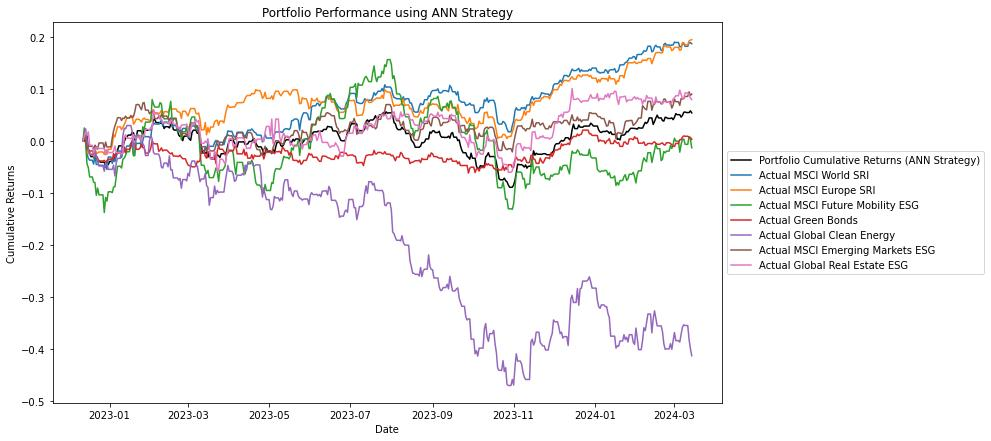 Portfolio Performance using ANN Strategy
Cumulative Returns
0.2
0.1
0.0
−0.1
−0.2
−0.3
−0.4
−0.5
2023-01 2023-03 2023-05 2023-07 2023-09 2023-11 2024-01 2024-03
Date
Portfolio Cumulative Returns (ANN Strategy)
Actual MSCI World SRI
Actual MSCI Europe SRI
Actual MSCI Future Mobility ESG
Actual Green Bonds
Actual Global Clean Energy
Actual MSCI Emerging Markets ESG
Actual Global Real Estate ESG